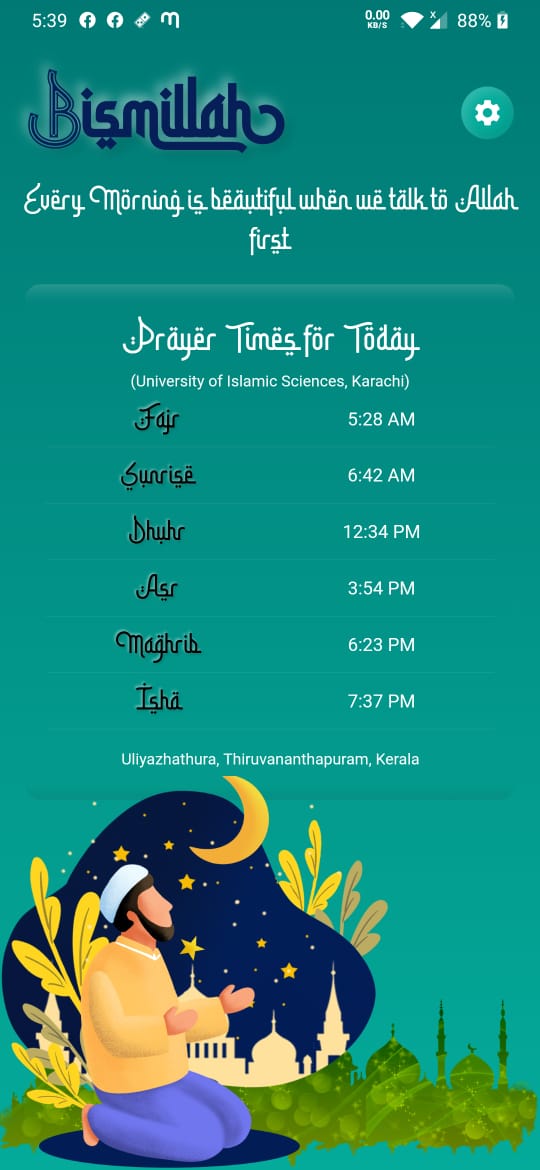 5:39 0.00 KB/S X 88%
Bismillah
Every Morning is beautiful when we talk to Allah
first
Prayer Times for Today
(University of Islamic Sciences, Karachi)
Fajr 5:28 AM
Sunrise 6:42 AM
Dhuhr 12:34 PM
Asr 3:54 PM
Maghrib 6:23 PM
Isha 7:37 PM
Uliyazhathura, Thiruvananthapuram, Kerala